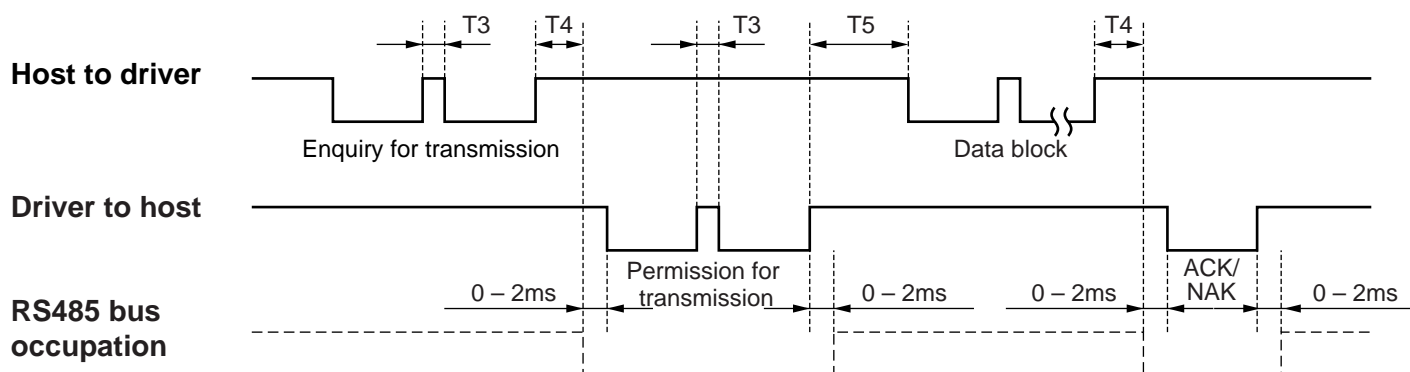 T3 T4 T3 T5 T4
Host to driver
Enquiry for transmission Data block
Driver to host
Permission for transmission
ACK/
NAK
0 – 2ms 0 – 2ms 0 – 2ms 0 – 2ms
RS485 bus
occupation